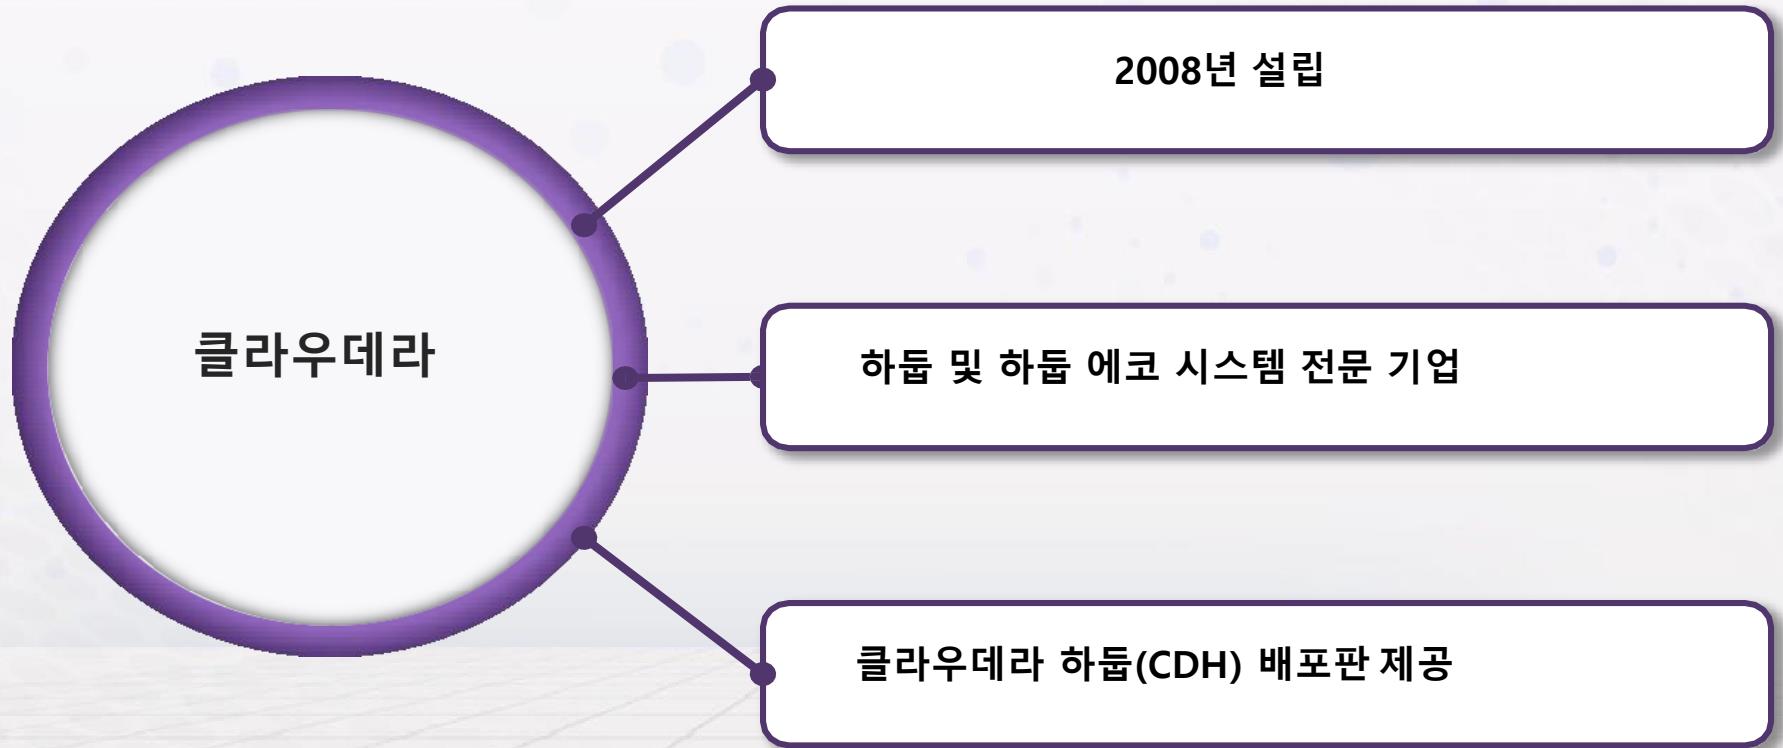 2008년 설립
클라우데라
하둡 및 하둡 에코 시스템 전문 기업
클라우데라 하둡(CDH) 배포판 제공